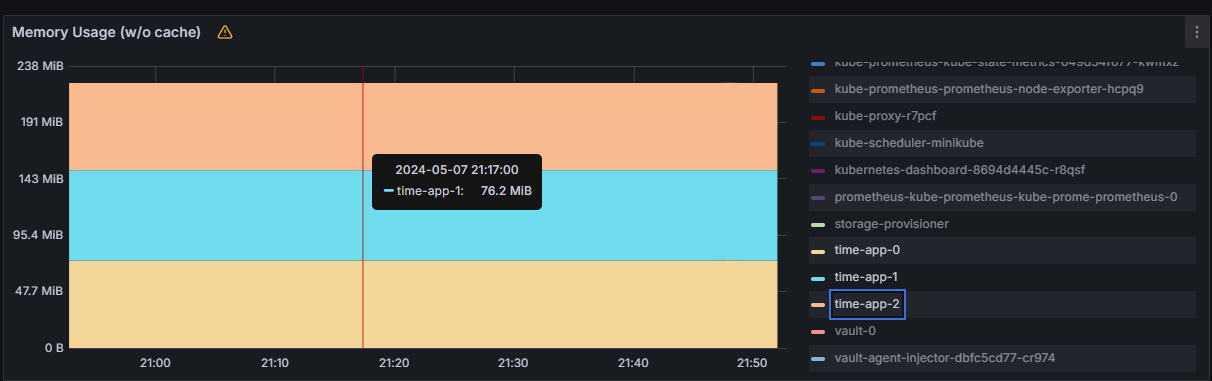 Memory Usage (w/o cache)
238 MiB
191 MiB
143 MiB
95.4 MiB
47.7 MiB
0 B
2024-05-07 21:17:00
time-app-1: 76.2 MiB
21:00
21:10
21:20
21:30
21:40
21:50
kube-prometheus-kube-state-metrics-
kube-prometheus-prometheus-node-exporter-hcpq9
kube-proxy-r7pcf
kube-scheduler-minikube
kubernetes-dashboard-8694d4445c-r8qsf
prometheus-kube-prometheus-kube-prome-prometheus-0
storage-provisioner
time-app-0
time-app-1
time-app-2
vault-0
vault-agent-injector-dbfc5cd77-cr974